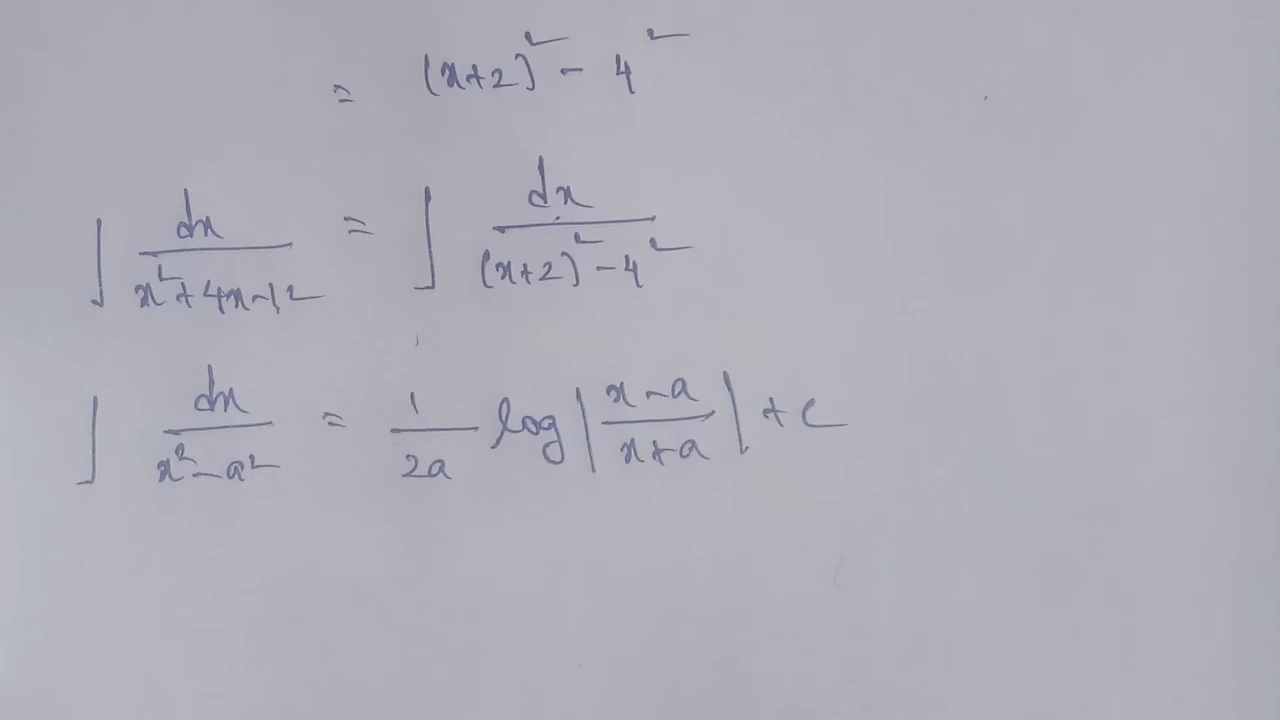 = (x+2)² - 4²
∫ dx/(x²+4x-12) = ∫ dx/((x+2)²-4²)
∫ dx/(x²-a²) = 1/(2a) log |(x-a)/(x+a)| + c